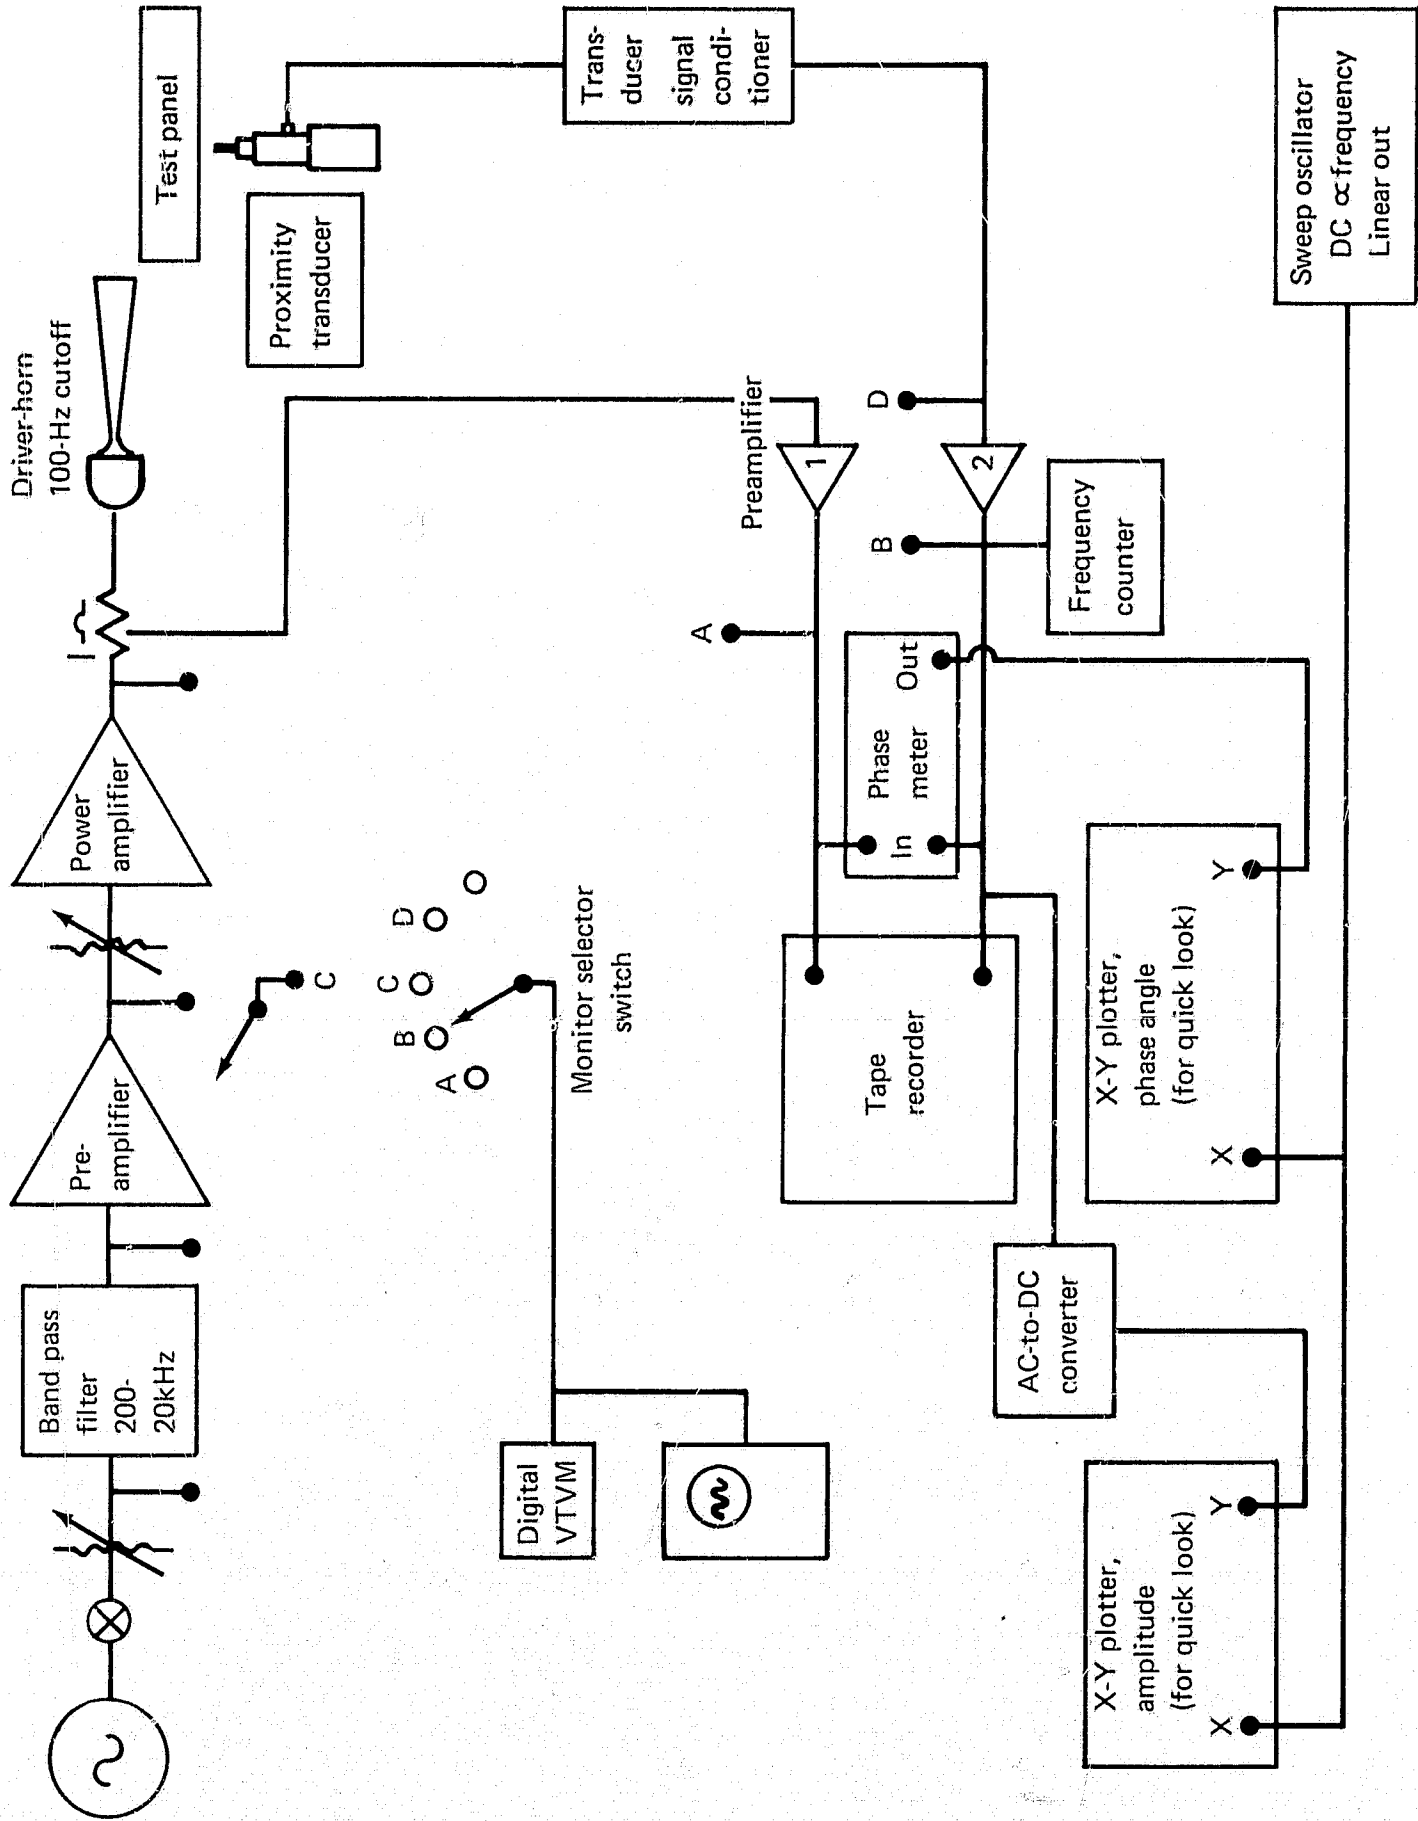 Driver-horn
100-Hz cutoff
Band pass
filter
200-
20kHz
Pre-
amplifier
Power
amplifier
I
Test panel
Proximity
transducer
Trans-
ducer
signal
condi-
tioner
C
A
B
C
D
Monitor selector
switch
Digital
VTVM
Preamplifier
1
2
A
B
D
Phase
meter
In
Out
Frequency
counter
Tape
recorder
AC-to-DC
converter
X-Y plotter,
amplitude
(for quick look)
X
Y
X-Y plotter,
phase angle
(for quick look)
X
Y
Sweep oscillator
DC ∝ frequency
Linear out